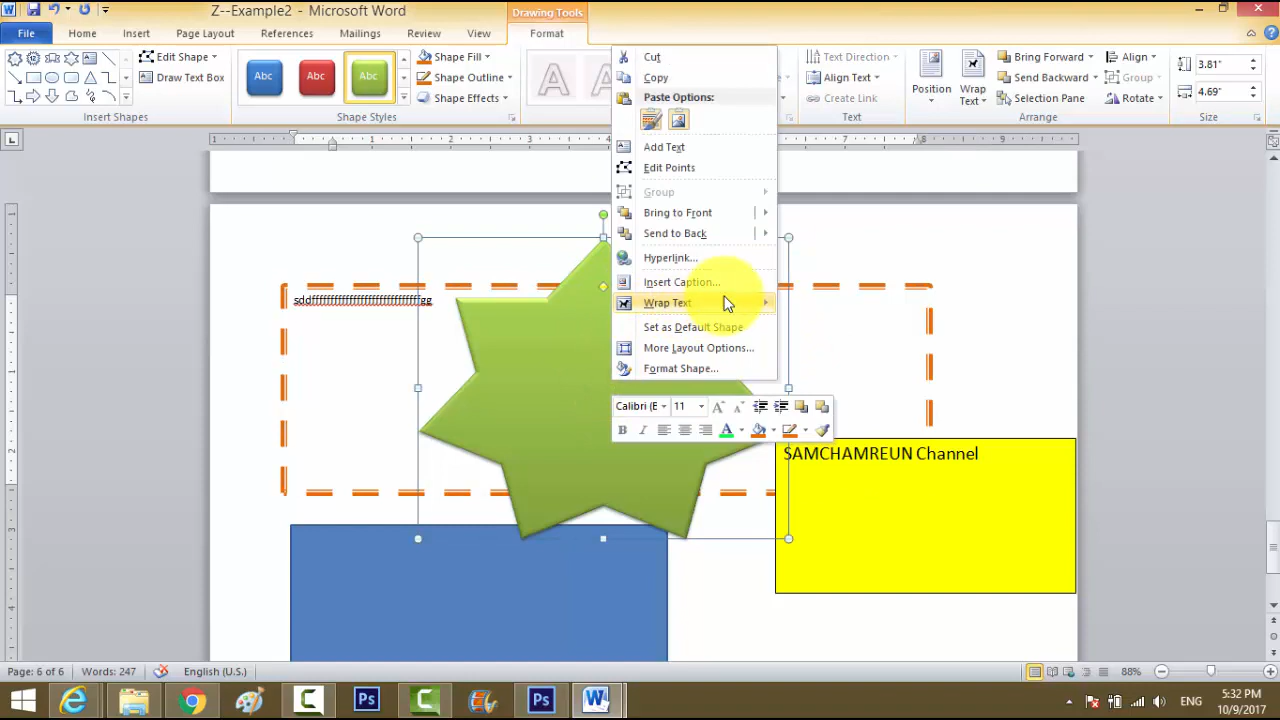 Z--Example2 - Microsoft Word
Drawing Tools
File
Home
Insert
Page Layout
References
Mailings
Review
View
Format
Edit Shape
Draw Text Box
Insert Shapes
Abc
Abc
Abc
Shape Fill
Shape Outline
Shape Effects
Shape Styles
A
A
Text Direction
Align Text
Create Link
Text
Position
Wrap Text
Bring Forward
Send Backward
Selection Pane
Align
Group
Rotate
Arrange
3.81"
4.69"
Size
Cut
Copy
Paste Options:
Add Text
Edit Points
Group
Bring to Front
Send to Back
Hyperlink...
Insert Caption...
Wrap Text
Set as Default Shape
More Layout Options...
Format Shape...
Calibri (E
11
SAMCHAMREUN Channel
Page: 6 of 6
Words: 247
English (U.S.)
88%
ENG
5:32 PM
10/9/2017